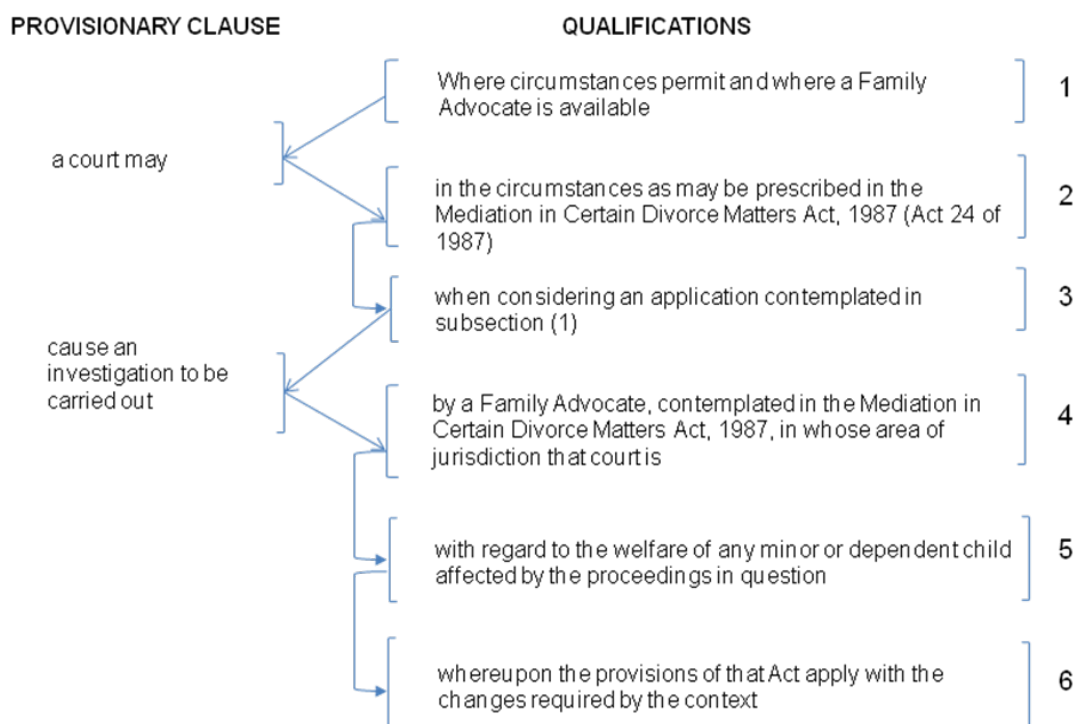 PROVISIONARY CLAUSE
QUALIFICATIONS
Where circumstances permit and where a Family
Advocate is available
1
a court may
in the circumstances as may be prescribed in the
Mediation in Certain Divorce Matters Act, 1987 (Act 24 of
1987)
2
when considering an application contemplated in
subsection (1)
3
cause an
investigation to be
carried out
by a Family Advocate, contemplated in the Mediation in
Certain Divorce Matters Act, 1987, in whose area of
jurisdiction that court is
4
with regard to the welfare of any minor or dependent child
affected by the proceedings in question
5
whereupon the provisions of that Act apply with the
changes required by the context
6